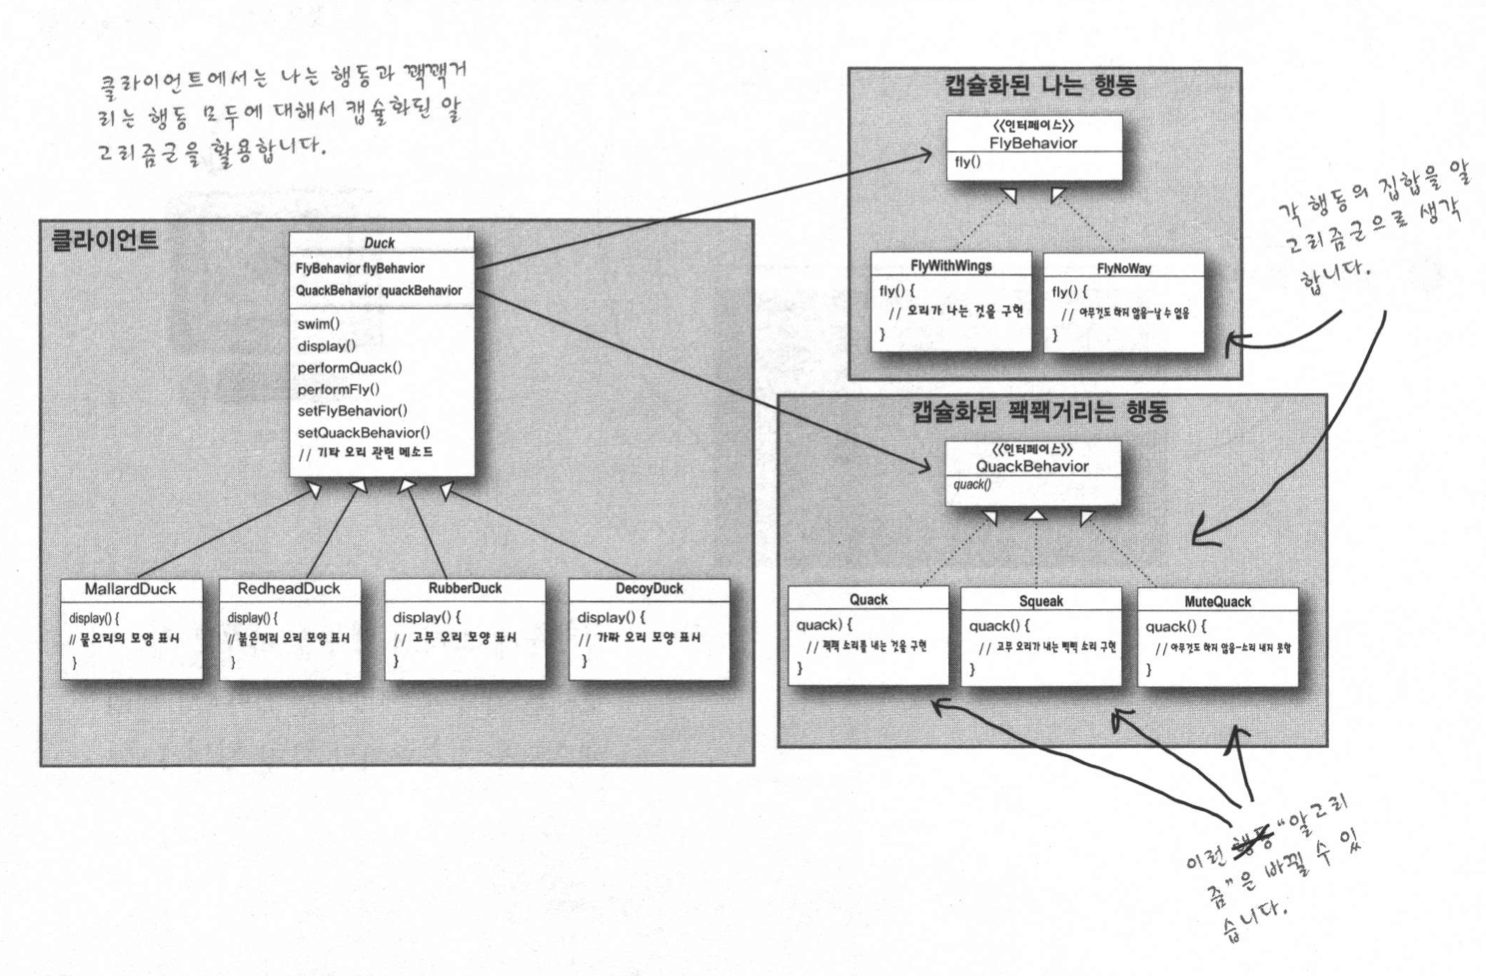 클라이언트에서는 나는 행동과 꽥꽥거
리는 행동 모두에 대해서 캡슐화된 알
고리즘군을 활용합니다.
클라이언트
Duck
FlyBehavior flyBehavior
QuackBehavior quackBehavior
swim()
display()
performQuack()
performFly()
setFlyBehavior()
setQuackBehavior()
// 기타 오리 관련 메소드
MallardDuck
display() {
// 물오리의 모양 표시
}
RedheadDuck
display() {
// 붉은머리 오리 모양 표시
}
RubberDuck
display() {
// 고무 오리 모양 표시
}
DecoyDuck
display() {
// 가짜 오리 모양 표시
}
캡슐화된 나는 행동
<<인터페이스>>
FlyBehavior
fly()
FlyWithWings
fly() {
// 오리가 나는 것을 구현
}
FlyNoWay
fly() {
// 아무것도 하지 않음-날 수 없음
}
각 행동의 집합을 알
고리즘군으로 생각
합니다.
캡슐화된 꽥꽥거리는 행동
<<인터페이스>>
QuackBehavior
quack()
Quack
quack) {
// 꽥꽥 소리를 내는 것을 구현
}
Squeak
quack() {
// 고무 오리가 내는 삑삑 소리 구현
}
MuteQuack
quack() {
// 아무것도 하지 않음-소리 내지 못함
}
이런 행동 "알고리
즘"은 바뀔 수 있
습니다.